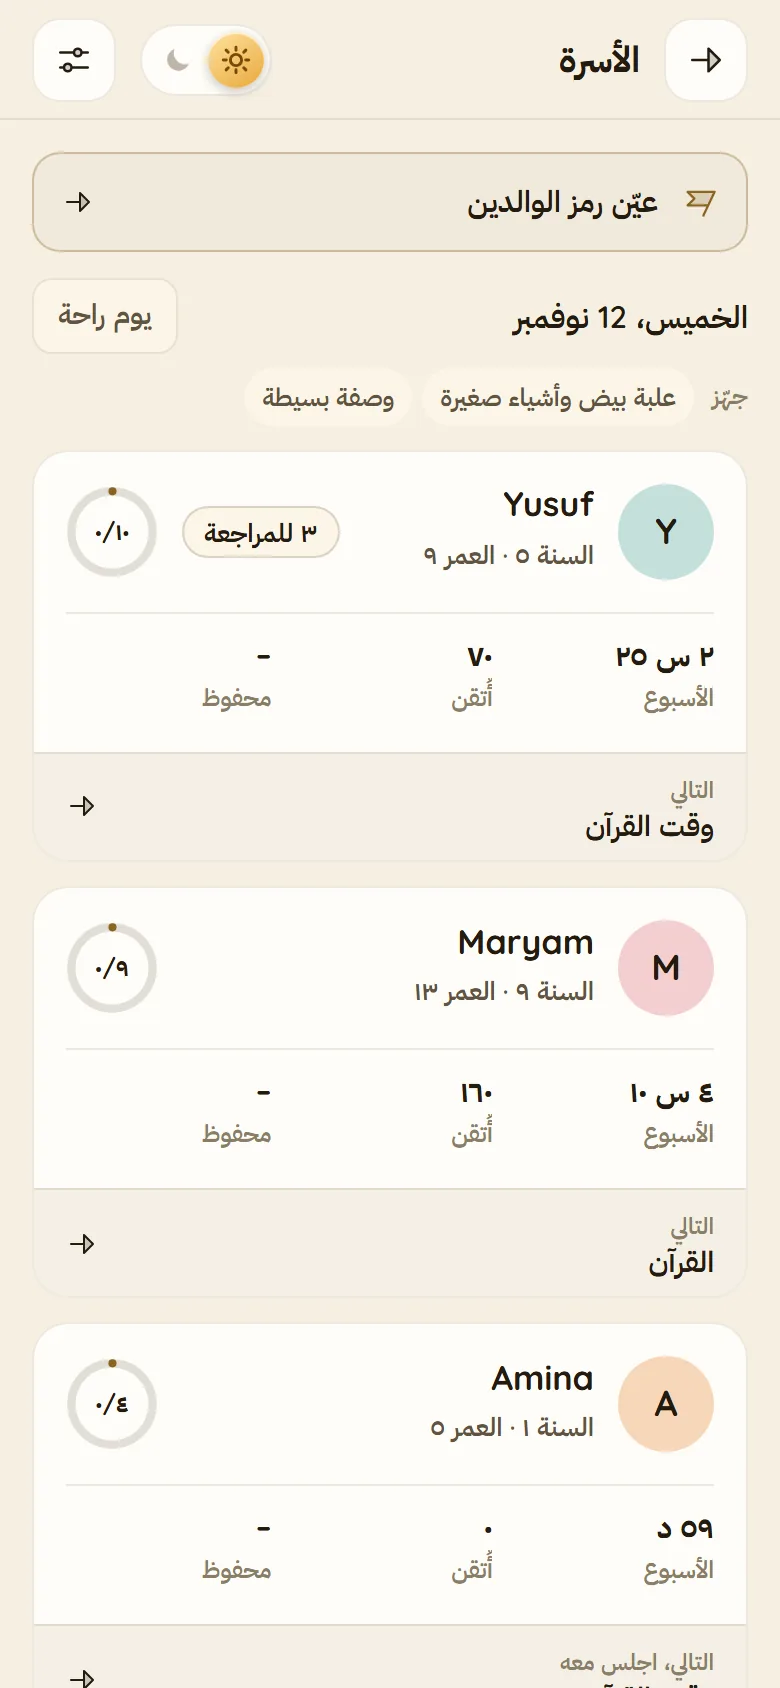 الأسرة
عيّن رمز الوالدين
الخميس، 12 نوفمبر
يوم راحة
جهّز
علبة بيض وأشياء صغيرة
وصفة بسيطة
Y
Yusuf
السنة ٥ · العمر ٩
٣ للمراجعة
٠/١٠
٢ س ٢٥
الأسبوع
٧٠
أُتقن
–
محفوظ
التالي
وقت القرآن
M
Maryam
السنة ٩ · العمر ١٣
٠/٩
٤ س ١٠
الأسبوع
١٦٠
أُتقن
–
محفوظ
التالي
القرآن
A
Amina
السنة ١ · العمر ٥
٠/٤
٥٩ د
الأسبوع
٠
أُتقن
–
محفوظ
التالي، اجلس معه